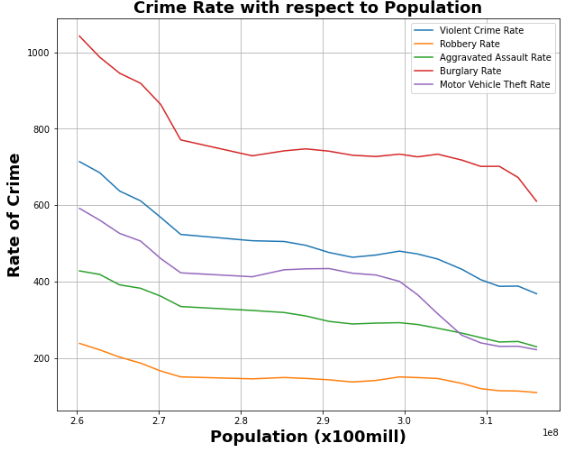 Crime Rate with respect to Population
Violent Crime Rate
Robbery Rate
Aggravated Assault Rate
Burglary Rate
Motor Vehicle Theft Rate
Rate of Crime
1000
800
600
400
200
2.6 2.7 2.8 2.9 3.0 3.1
1e8
Population (x100mill)